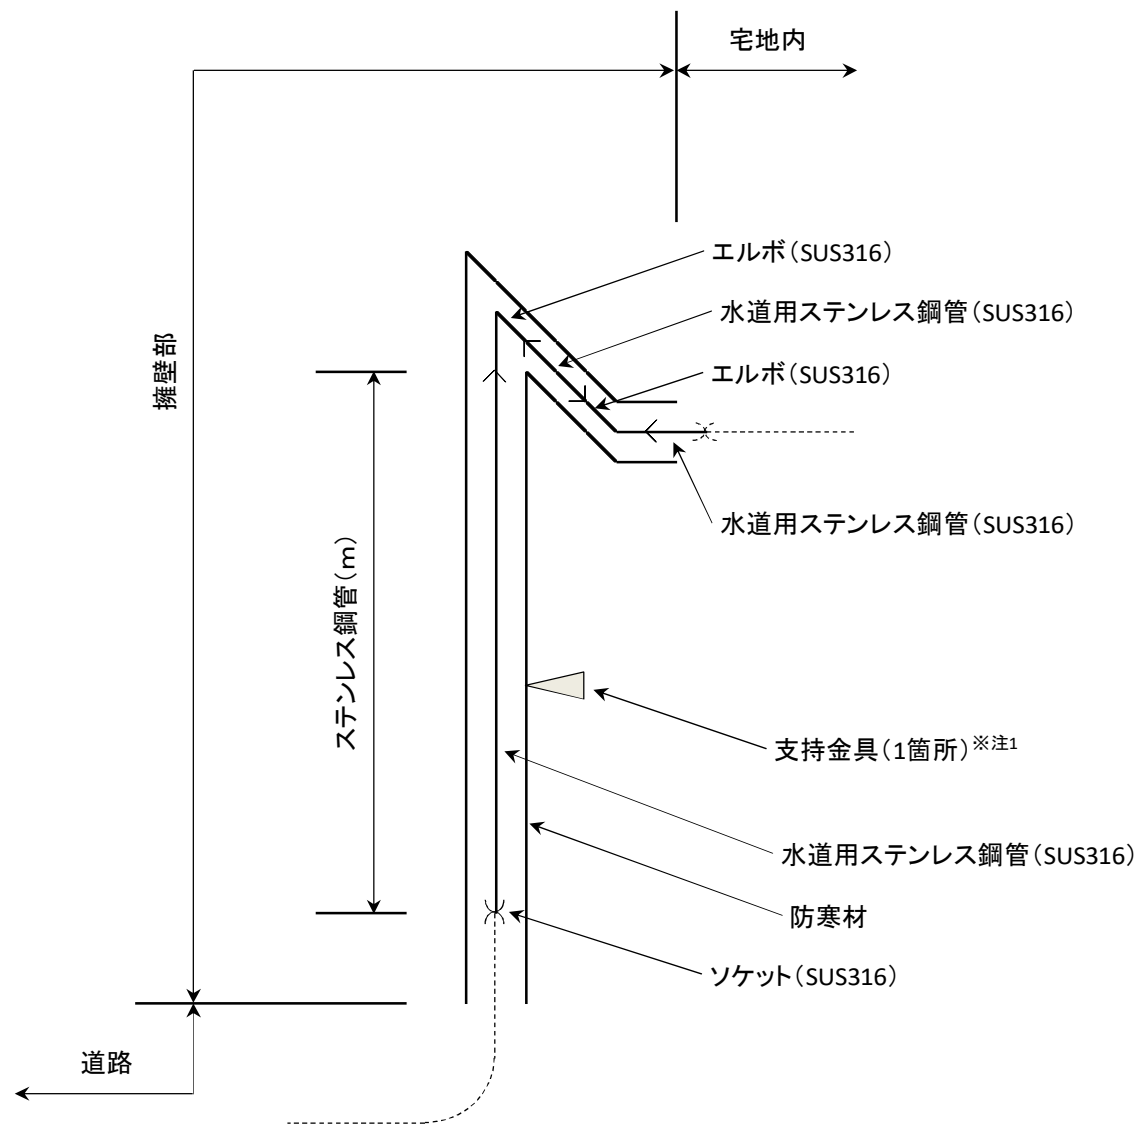 宅地内
エルボ（SUS316）
水道用ステンレス鋼管（SUS316）
エルボ（SUS316）
擁壁部
水道用ステンレス鋼管（SUS316）
ステンレス鋼管（m）
支持金具（1箇所）※注1
水道用ステンレス鋼管（SUS316）
防寒材
ソケット（SUS316）
道路